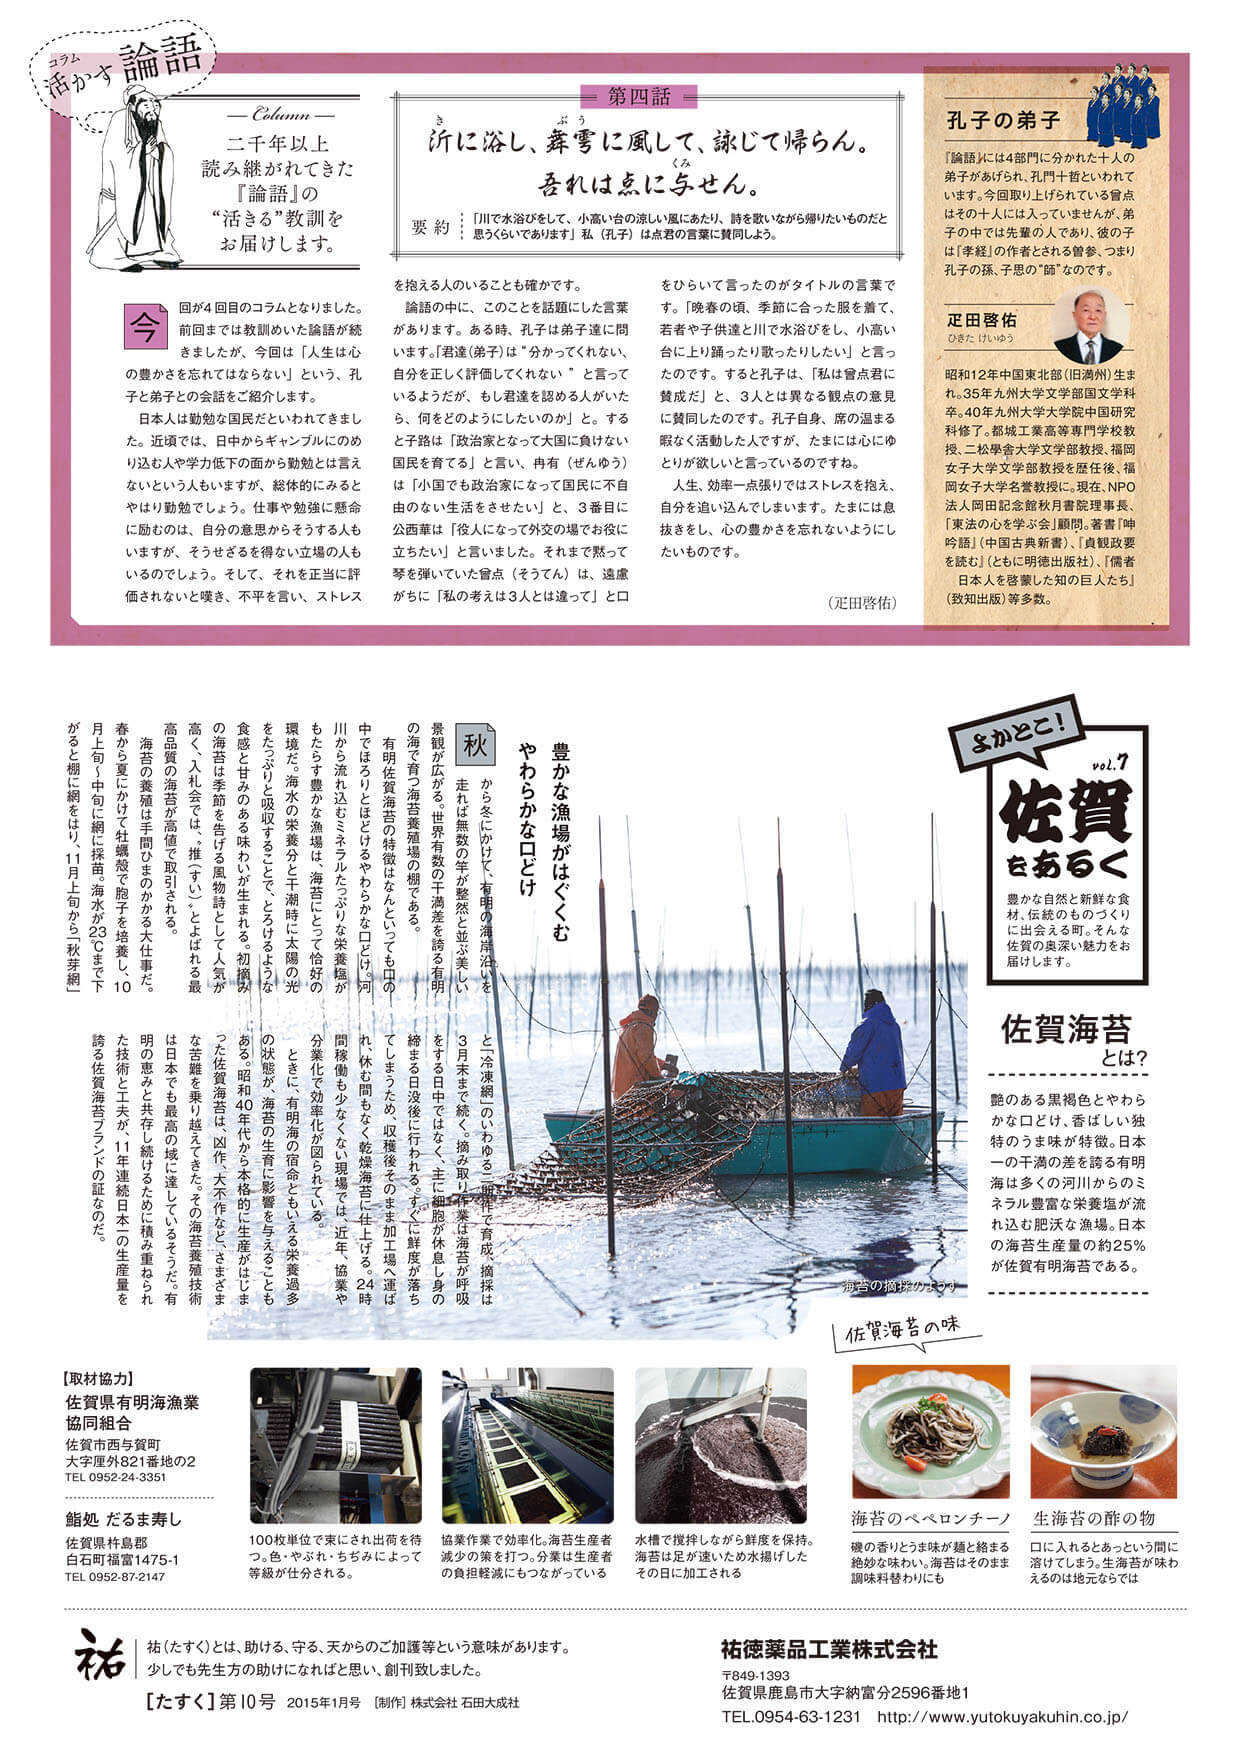 コラム
活かす 論語
Column
二千年以上
読み継がれてきた
『論語』の
“活きる”教訓を
お届けします。
第四話
沂に浴し、舞雩に風して、詠じて帰らん。
吾れは点に与せん。
き
ぶう
くみ
要約
「川で水浴びをして、小高い台の涼しい風にあたり、詩を歌いながら帰りたいものだと
思うくらいであります」私（孔子）は点君の言葉に賛同しよう。
今
回が4回目のコラムとなりました。
前回までは教訓めいた論語が続
きましたが、今回は「人生は心
の豊かさを忘れてはならない」という、孔
子と弟子との会話をご紹介します。
日本人は勤勉な国民だといわれてきまし
た。近頃では、日中からギャンブルにのめ
り込む人や学力低下の面から勤勉とは言え
ないという人もいますが、総体的にみると
やはり勤勉でしょう。仕事や勉強に懸命
に励むのは、自分の意思からそうする人も
いますが、そうせざるを得ない立場の人も
いるのでしょう。そして、それを正当に評
価されないと嘆き、不平を言い、ストレス
を抱える人のいることも確かです。
論語の中に、このことを話題にした言葉
があります。ある時、孔子は弟子達に問
います。「君達（弟子）は“分かってくれない、
自分を正しく評価してくれない”と言って
いるようだが、もし君達を認める人がいた
ら、何をどのようにしたいのか」と。する
と子路は「政治家となって大国に負けない
国民を育てる」と言い、冉有（ぜんゆう）
は「小国でも政治家になって国民に不自
由のない生活をさせたい」と、3番目に
公西華は「役人になって外交の場でお役に
立ちたい」と言いました。それまで黙って
琴を弾いていた曾点（そうてん）は、遠慮
がちに「私の考えは3人とは違って」と口
をひらいて言ったのがタイトルの言葉で
す。「晩春の頃、季節に合った服を着て、
若者や子供達と川で水浴びをし、小高い
台に上り踊ったり歌ったりしたい」と言っ
たのです。すると孔子は、「私は曾点君に
賛成だ」と、3人とは異なる観点の意見
に賛同したのです。孔子自身、席の温まる
暇なく活動した人ですが、たまには心にゆ
とりが欲しいと言っているのですね。
人生、効率一点張りではストレスを抱え、
自分を追い込んでしまいます。たまには息
抜きをし、心の豊かさを忘れないようにし
たいものです。
（疋田啓佑）
孔子の弟子
『論語』には4部門に分かれた十人の
弟子があげられ、孔門十哲といわれて
います。今回取り上げられている曾点
はその十人には入っていませんが、弟
子の中では先輩の人であり、彼の子
は『孝経』の作者とされる曽参、つまり
孔子の孫、子思の“師”なのです。
疋田啓佑
ひきた けいゆう
昭和12年中国東北部（旧満州）生ま
れ。35年九州大学文学部国文学科
卒。40年九州大学大学院中国研究
科修了。都城工業高等専門学校教
授、二松學舎大学文学部教授、福岡
女子大学文学部教授を歴任後、福
岡女子大学名誉教授に。現在、NPO
法人岡田記念館秋月書院理事長、
「東法の心を学ぶ会」顧問。著書『呻
吟語』（中国古典新書）、『貞観政要
を読む』（ともに明徳出版社）、『儒者
日本人を啓蒙した知の巨人たち』
（致知出版）等多数。
よかとこ！
vol.7
佐賀
をあるく
豊かな自然と新鮮な食
材、伝統のものづくり
に出会える町。そんな
佐賀の奥深い魅力をお
届けします。
佐賀海苔
とは？
艶のある黒褐色とやわら
かな口どけ、香ばしい独
特のうま味が特徴。日本
一の干満の差を誇る有明
海は多くの河川からのミ
ネラル豊富な栄養塩が流
れ込む肥沃な漁場。日本
の海苔生産量の約25%
が佐賀有明海苔である。
豊かな漁場がはぐくむ
やわらかな口どけ
秋
から冬にかけて、有明の海岸沿いを
走れば無数の竿が整然と並ぶ美しい
景観が広がる。世界有数の干満差を誇る有明
の海で育つ海苔養殖場の棚である。
有明佐賀海苔の特徴はなんといっても口の
中でほろりとほどけるやわらかな口どけ。河
川から流れ込むミネラルたっぷりな栄養塩が
もたらす豊かな漁場は、海苔にとって恰好の
環境だ。海水の栄養分と干潮時に太陽の光
をたっぷりと吸収することで、とろけるような
食感と甘みのある味わいが生まれる。初摘み
の海苔は季節を告げる風物詩として人気が
高く、入札会では、“推（すい）”とよばれる最
高品質の海苔が高値で取引される。
海苔の養殖は手間ひまのかかる大仕事だ。
春から夏にかけて牡蠣殻で胞子を培養し、10
月上旬～中旬に網に採苗。海水が23℃まで下
がると棚に網をはり、11月上旬から「秋芽網」
と「冷凍網」のいわゆる二期作で育成、摘採は
3月末まで続く。摘み取り作業は海苔が呼吸
をする日中ではなく、主に細胞が休息し身の
締まる日没後に行われる。すぐに鮮度が落ち
てしまうため、収穫後そのまま加工場へ運ば
れ、休む間もなく乾燥海苔に仕上げる。24時
間稼働も少なくない現場では、近年、協業や
分業化で効率化が図られている。
ときに、有明海の宿命ともいえる栄養過多
の状態が、海苔の生育に影響を与えることも
ある。昭和40年代から本格的に生産がはじま
った佐賀海苔は、凶作、大不作など、さまざま
な苦難を乗り越えてきた。その海苔養殖技術
は日本でも最高の域に達しているそうだ。有
明の恵みと共存し続けるために積み重ねられ
た技術と工夫が、11年連続日本一の生産量を
誇る佐賀海苔ブランドの証なのだ。
海苔の摘採のようす
佐賀海苔の味
【取材協力】
佐賀県有明海漁業
協同組合
佐賀市西与賀町
大字厘外821番地の2
TEL 0952-24-3351
鮨処 だるま寿し
佐賀県杵島郡
白石町福富1475-1
TEL 0952-87-2147
100枚単位で束にされ出荷を待
つ。色・やぶれ・ちぢみによって
等級が仕分される。
協業作業で効率化。海苔生産者
減少の策を打つ。分業は生産者
の負担軽減にもつながっている
水槽で撹拌しながら鮮度を保持。
海苔は足が速いため水揚げした
その日に加工される
海苔のペペロンチーノ
磯の香りとうま味が麺と絡まる
絶妙な味わい。海苔はそのまま
調味料替わりにも
生海苔の酢の物
口に入れるとあっという間に
溶けてしまう。生海苔が味わ
えるのは地元ならでは
祐
祐（たすく）とは、助ける、守る、天からのご加護等という意味があります。
少しでも先生方の助けになればと思い、創刊致しました。
［たすく］第10号 2015年1月号 ［制作］株式会社 石田大成社
祐徳薬品工業株式会社
〒849-1393
佐賀県鹿島市大字納富分2596番地1
TEL.0954-63-1231 http://www.yutokuyakuhin.co.jp/